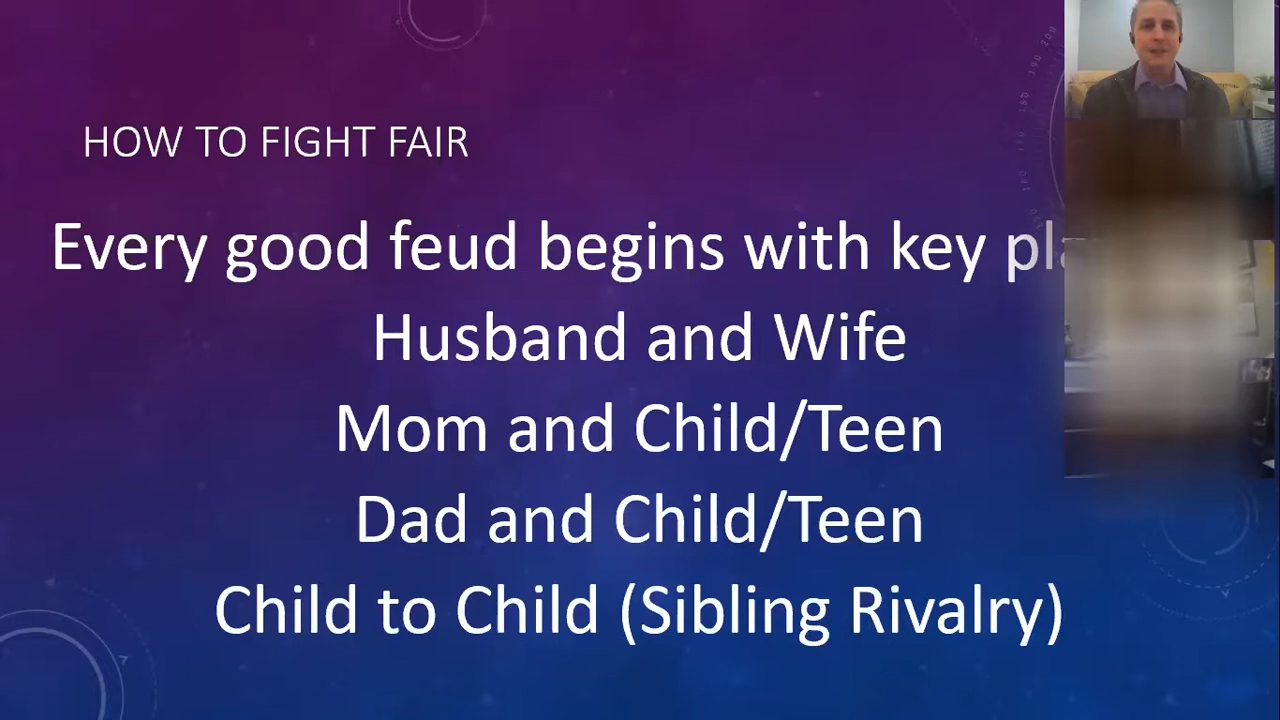 HOW TO FIGHT FAIR
Every good feud begins with key
Husband and Wife
Mom and Child/Teen
Dad and Child/Teen
Child to Child (Sibling Rivalry)